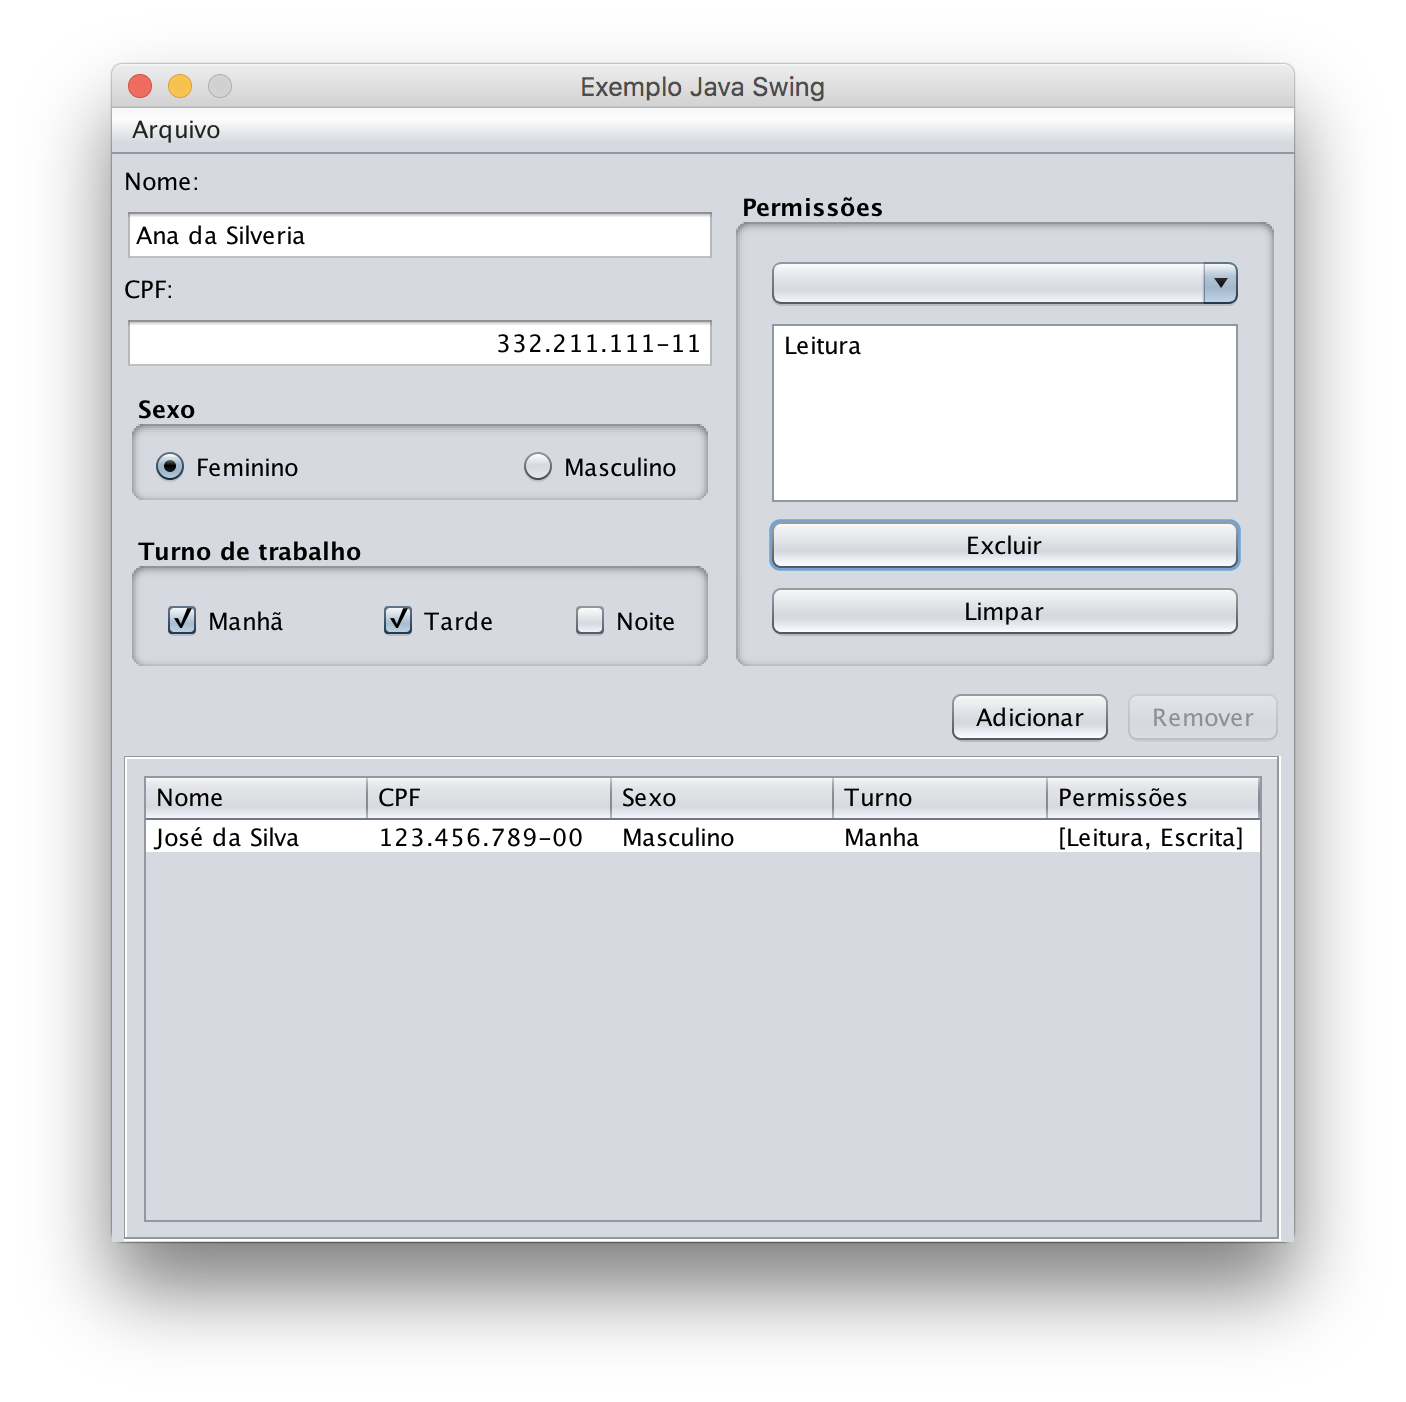 Exemplo Java Swing
Arquivo
Nome:
Ana da Silveria
CPF:
332.211.111-11
Sexo
Feminino Masculino
Turno de trabalho
Manhã Tarde Noite
Permissões
Leitura
Excluir
Limpar
Adicionar Remover
Nome CPF Sexo Turno Permissões
José da Silva 123.456.789-00 Masculino Manha [Leitura, Escrita]